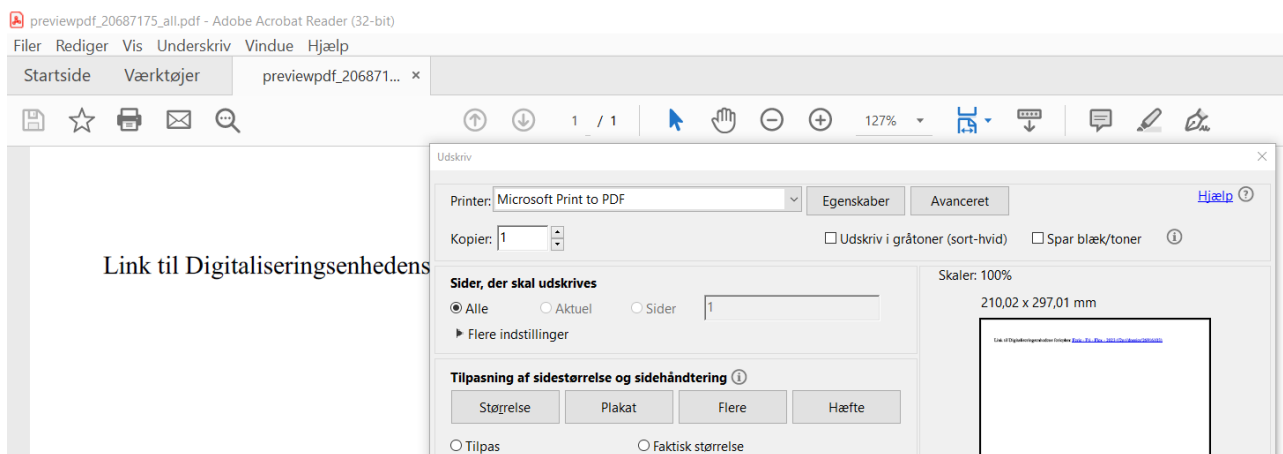 previewpdf_20687175_all.pdf - Adobe Acrobat Reader (32-bit)
Filer Rediger Vis Underskriv Vindue Hjælp
Startside Værktøjer previewpdf_206871... ×
1 / 1 127%
Udskriv
Printer: Microsoft Print to PDF Egenskaber Avanceret Hjælp
Kopier: 1 Udskriv i gråtoner (sort-hvid) Spar blæk/toner
Link til Digitaliseringsenhedens
Sider, der skal udskrives
Alle Aktuel Sider 1
Flere indstillinger
Skaler: 100%
210,02 x 297,01 mm
Link til Digitaliseringsenhedens
Tilpasning af sidestørrelse og sidehåndtering
Størrelse Plakat Flere Hæfte
Tilpas Faktisk størrelse